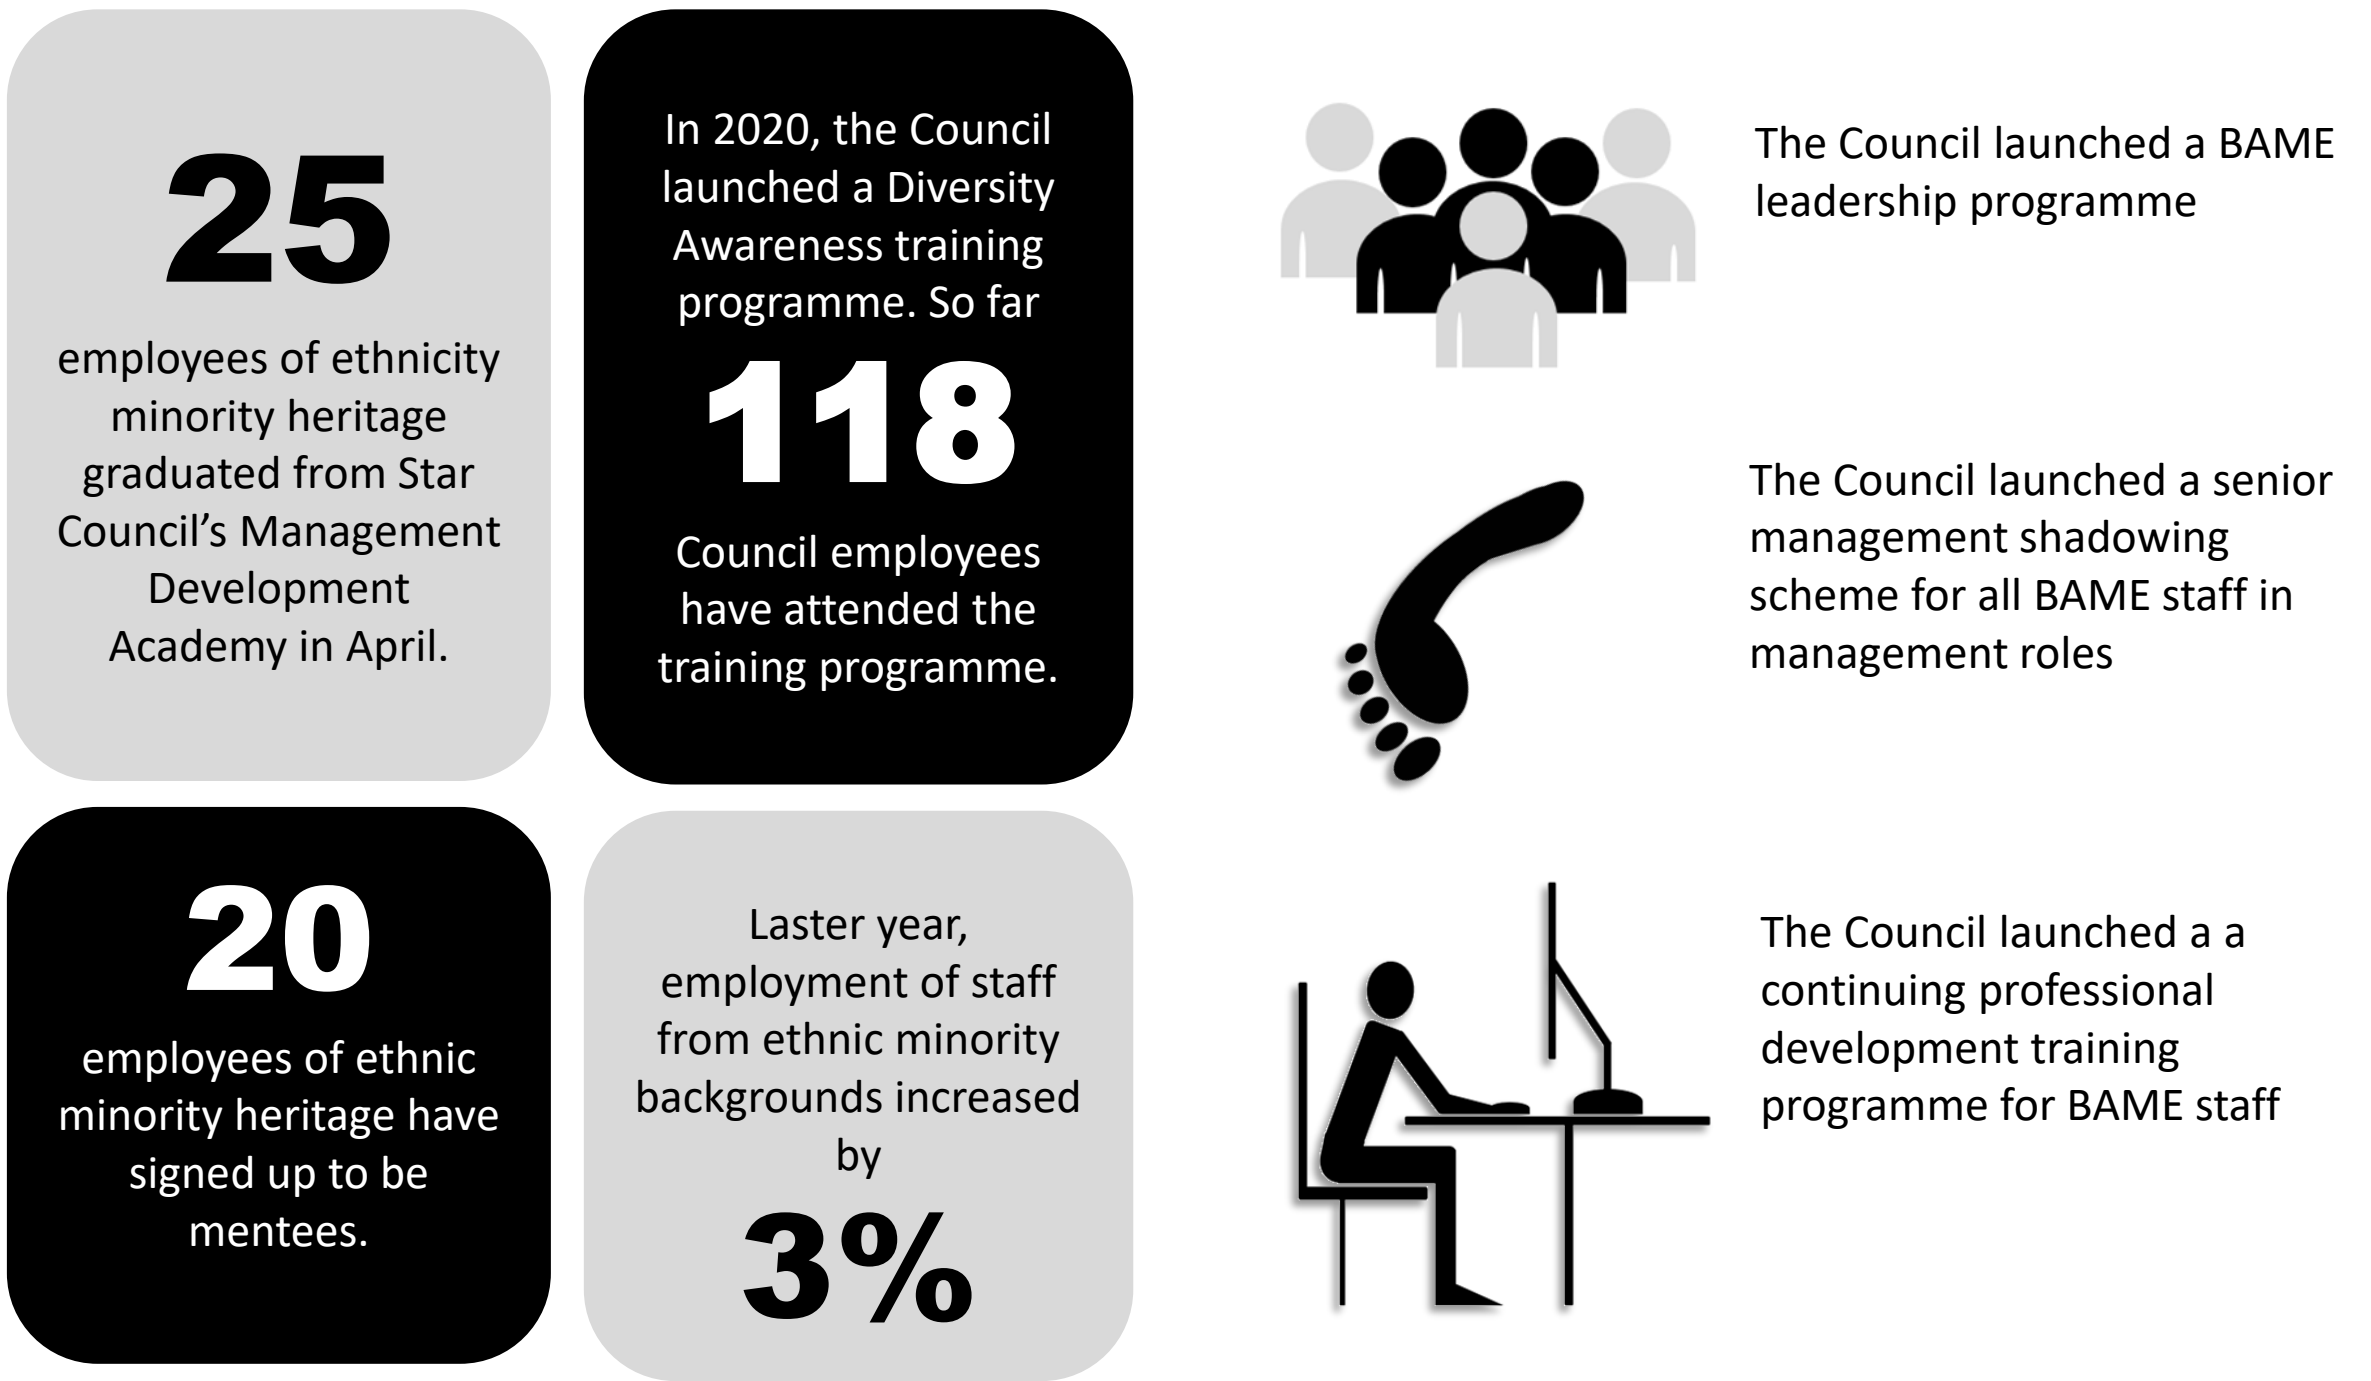 25
employees of ethnicity
minority heritage
graduated from Star
Council’s Management
Development
Academy in April.
In 2020, the Council
launched a Diversity
Awareness training
programme. So far
118
Council employees
have attended the
training programme.
20
employees of ethnic
minority heritage have
signed up to be
mentees.
Laster year,
employment of staff
from ethnic minority
backgrounds increased
by
3%
The Council launched a BAME
leadership programme
The Council launched a senior
management shadowing
scheme for all BAME staff in
management roles
The Council launched a a
continuing professional
development training
programme for BAME staff